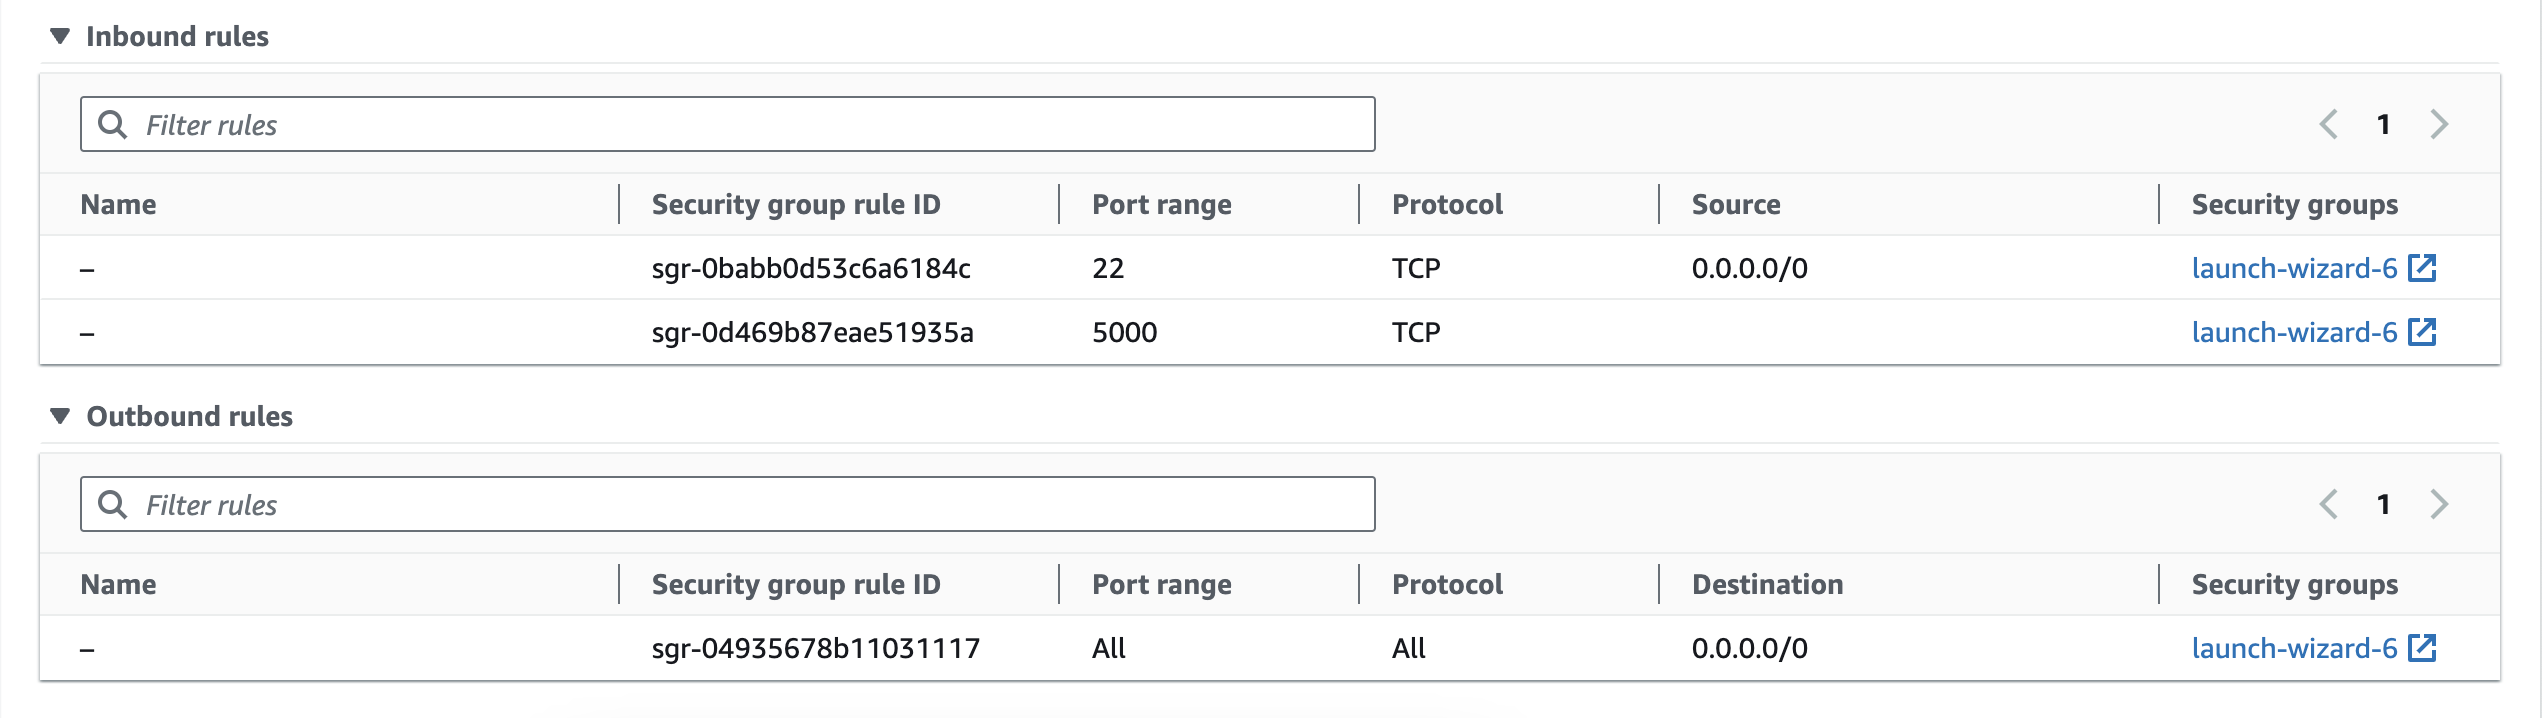 Inbound rules
Filter rules
1
Name Security group rule ID Port range Protocol Source Security groups
– sgr-0babb0d53c6a6184c 22 TCP 0.0.0.0/0 launch-wizard-6
– sgr-0d469b87eae51935a 5000 TCP launch-wizard-6
Outbound rules
Filter rules
1
Name Security group rule ID Port range Protocol Destination Security groups
– sgr-04935678b11031117 All All 0.0.0.0/0 launch-wizard-6